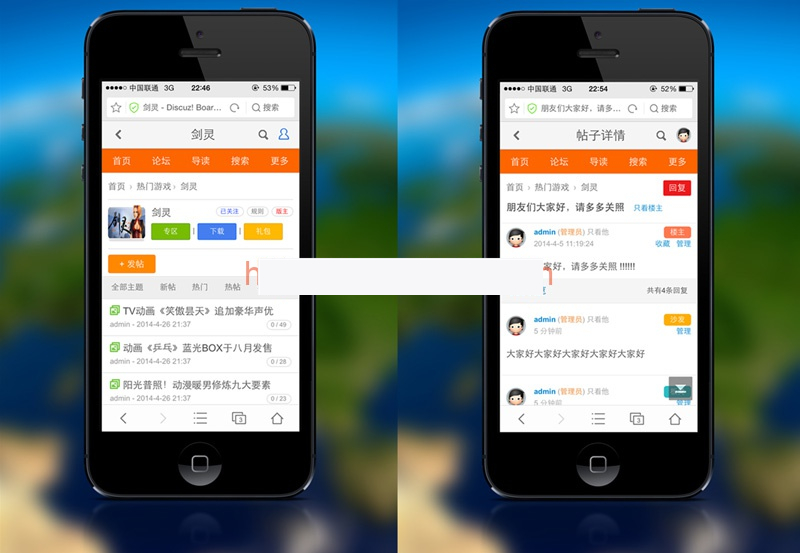 中国联通 3G 22:46 53%
剑灵 - Discuz! Boar... 搜索
剑灵
首页 论坛 导读 搜索 更多
首页 › 热门游戏 › 剑灵
剑灵 已关注 规则 版主
专区 下载 礼包
+ 发帖
全部主题 新帖 热门 热帖
TV动画《笑傲昙天》追加豪华声优
admin - 2014-4-26 21:37 0 / 49
动画《乒乓》蓝光BOX于八月发售
admin - 2014-4-26 21:37 0 / 28
阳光普照！动漫暖男修炼九大要素
admin - 2014-4-26 21:37 0 / 23
3
中国联通 3G 22:54 52%
朋友们大家好，请多... 搜索
帖子详情
首页 论坛 导读 搜索 更多
首页 › 热门游戏 › 剑灵 回复
朋友们大家好，请多多关照 只看楼主
admin (管理员) 只看他 楼主
2014-4-5 11:19:24 收藏 管理
家好，请多多关照 !!!!!!
共有4条回复
admin (管理员) 只看他 沙发
5 分钟前 管理
大家好大家好大家好大家好大家好
admin (管理员) 只看他
5 分钟前 管理
3